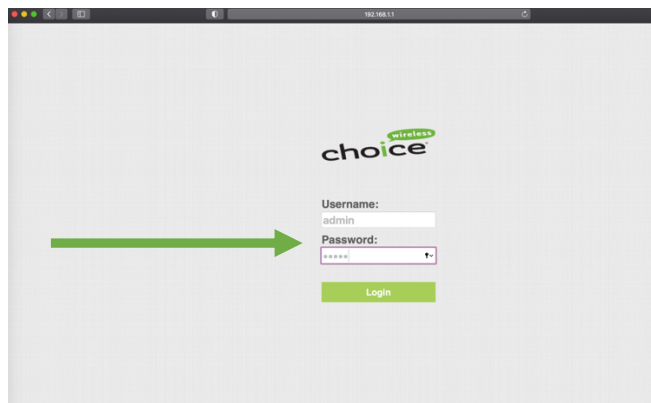 192.168.1.1
wireless
choice
Username:
admin
Password:
•••••
Login